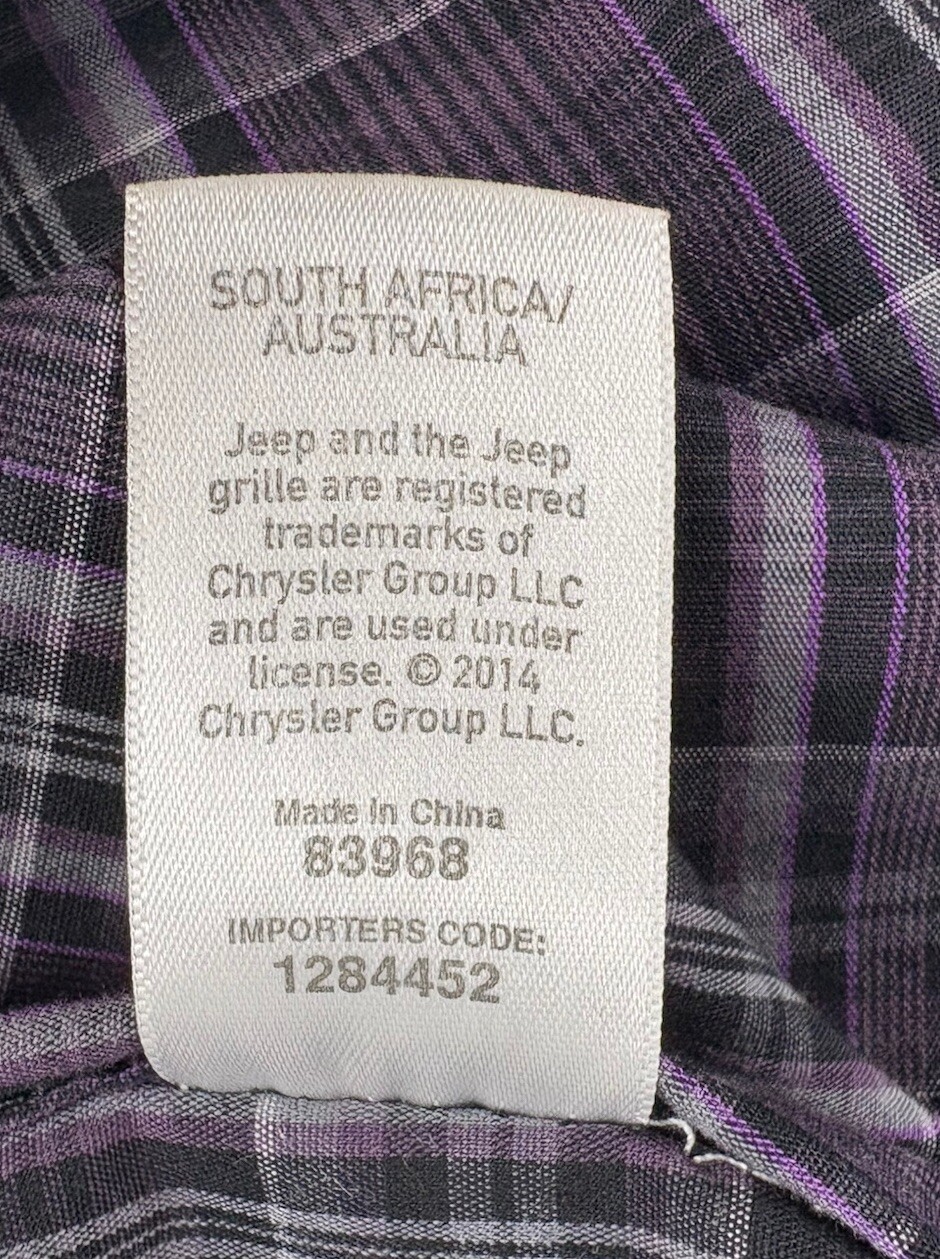 SOUTH AFRICA/
AUSTRALIA
Jeep and the Jeep
grille are registered
trademarks of
Chrysler Group LLC
and are used under
license. © 2014
Chrysler Group LLC.
Made In China
83968
IMPORTERS CODE:
1284452